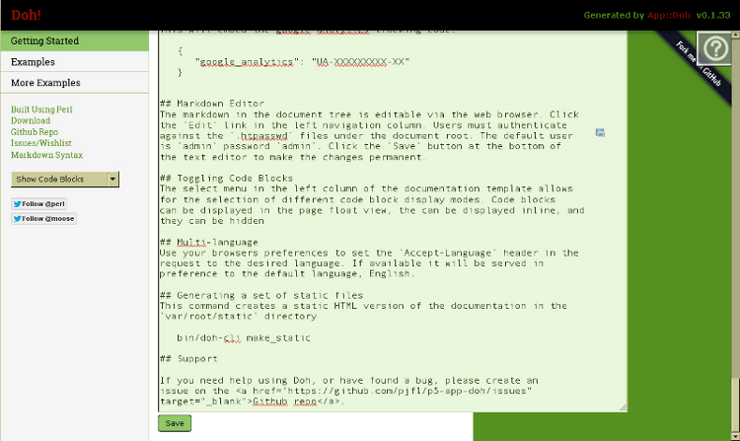 Doh!
Generated by App::Doh v0.1.33
Getting Started
Examples
More Examples
Built Using Perl
Download
Github Repo
Issues/Wishlist
Markdown Syntax
Show Code Blocks
Follow @perl
Follow @moose
This will embed the google analytics tracking code:
{
"google_analytics": "UA-XXXXXXXXX-XX"
}
## Markdown Editor
The markdown in the document tree is editable via the web browser. Click
the `Edit` link in the left navigation column. Users must authenticate
against the `.htpasswd` files under the document root. The default user
is `admin` password `admin`. Click the `Save` button at the bottom of
the text editor to make the changes permanent.
## Toggling Code Blocks
The select menu in the left column of the documentation template allows
for the selection of different code block display modes. Code blocks
can be displayed in the page float view, the can be displayed inline, and
they can be hidden
## Multi-language
Use your browsers preferences to set the `Accept-Language` header in the
request to the desired language. If available it will be served in
preference to the default language, English.
## Generating a set of static files
This command creates a static HTML version of the documentation in the
`var/root/static` directory
bin/doh-cli make_static
## Support
If you need help using Doh, or have found a bug, please create an
issue on the <a href="https://github.com/pjfl/p5-app-doh/issues"
target="_blank">Github repo</a>.
Save
Fork me on GitHub
?